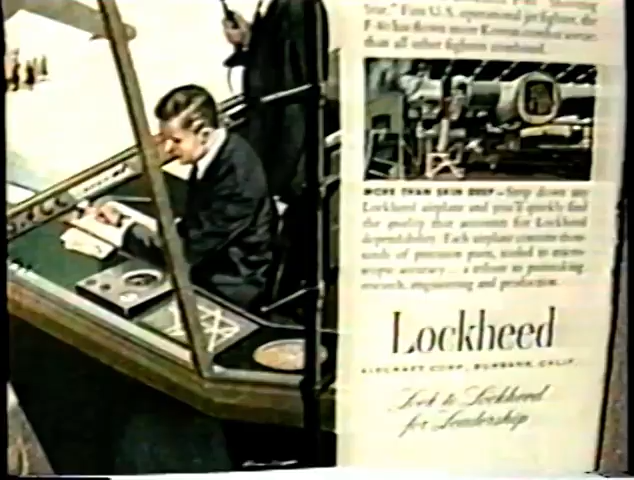 Star." First U.S. operational jet fighter, the
F-80 has flown more Korean combat sorties
than all other fighters combined.
MORE THAN SKIN DEEP—Strip down any
Lockheed airplane and you'll quickly find
the quality that accounts for Lockheed
dependability. Each airplane contains thou-
sands of precision parts, tooled to micro-
scopic accuracy... a tribute to painstaking
research, engineering and production.
Lockheed
AIRCRAFT CORP., BURBANK, CALIF.
Look to Lockheed
for Leadership